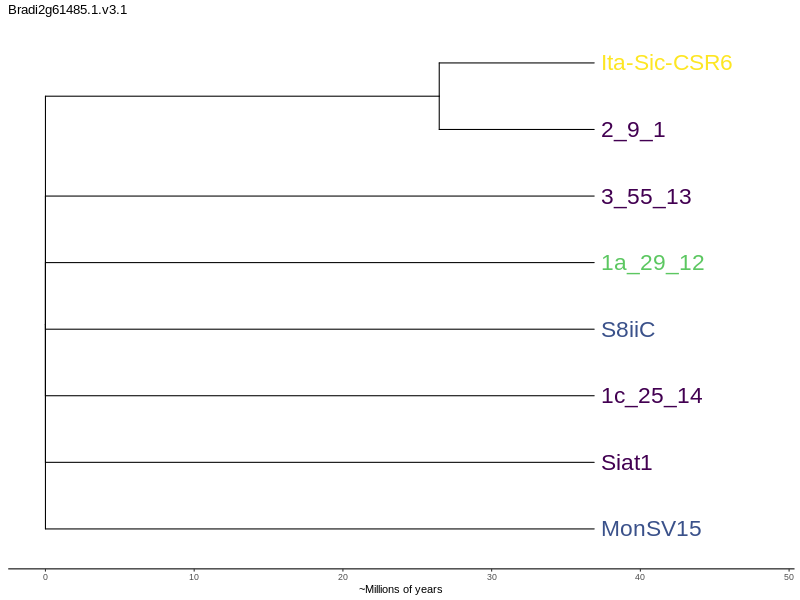 Bradi2g61485.1.v3.1
Ita-Sic-CSR6
2_9_1
3_55_13
1a_29_12
S8iiC
1c_25_14
Siat1
MonSV15
0 10 20 30 40 50
~Millions of years